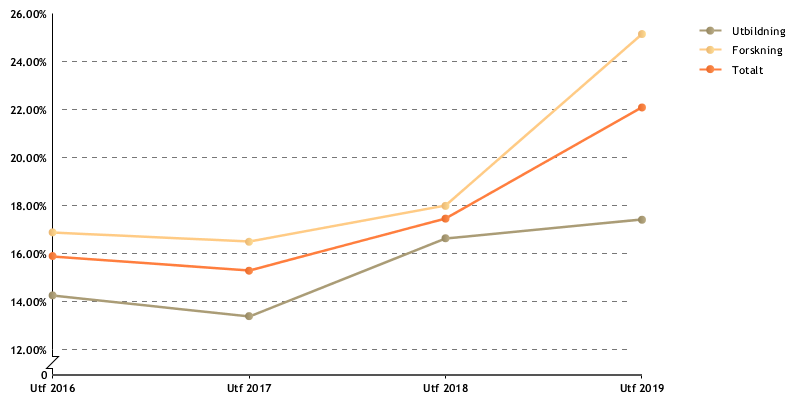 26.00%
24.00%
22.00%
20.00%
18.00%
16.00%
14.00%
12.00%
0
Utf 2016 Utf 2017 Utf 2018 Utf 2019
Utbildning
Forskning
Totalt